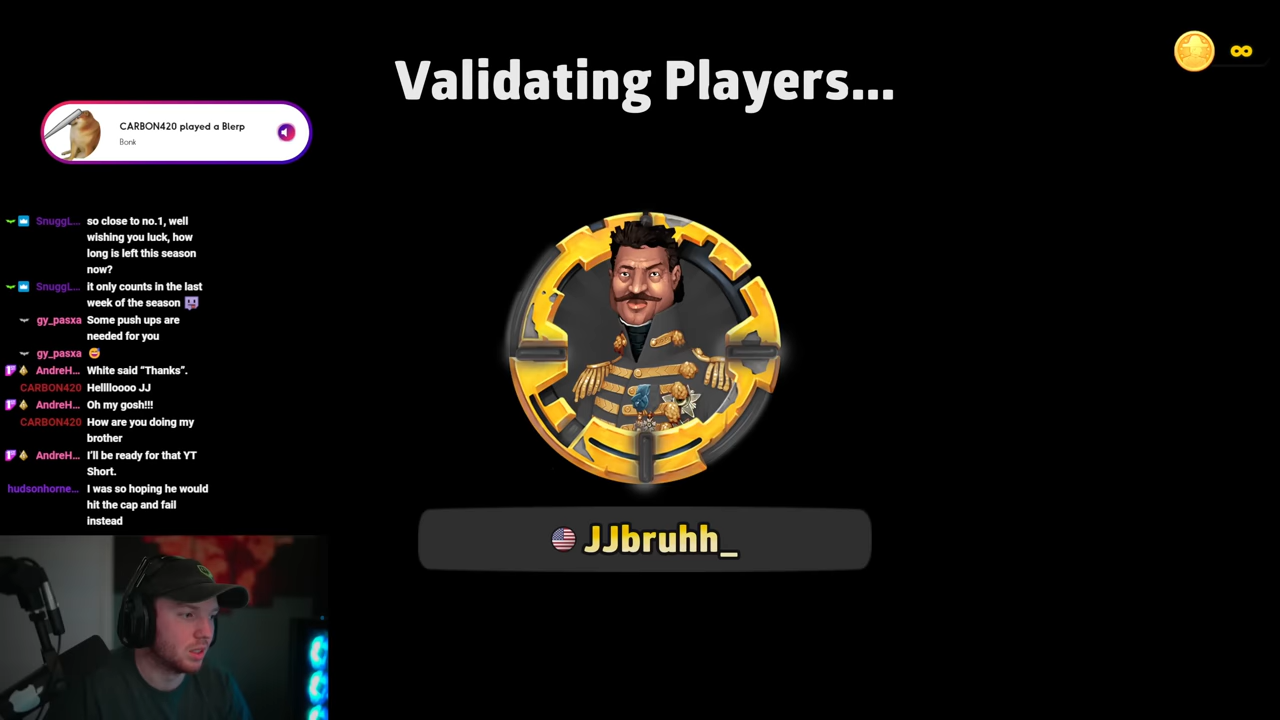 Validating Players...
∞
CARBON420 played a Blerp
Bonk
SnuggL... so close to no.1, well
wishing you luck, how
long is left this season
now?
SnuggL... it only counts in the last
week of the season
gy_pasxa Some push ups are
needed for you
gy_pasxa 😅
AndreH... White said “Thanks”.
CARBON420 Helllloooo JJ
AndreH... Oh my gosh!!!
CARBON420 How are you doing my
brother
AndreH... I’ll be ready for that YT
Short.
hudsonhorne... I was so hoping he would
hit the cap and fail
instead
JJbruhh_